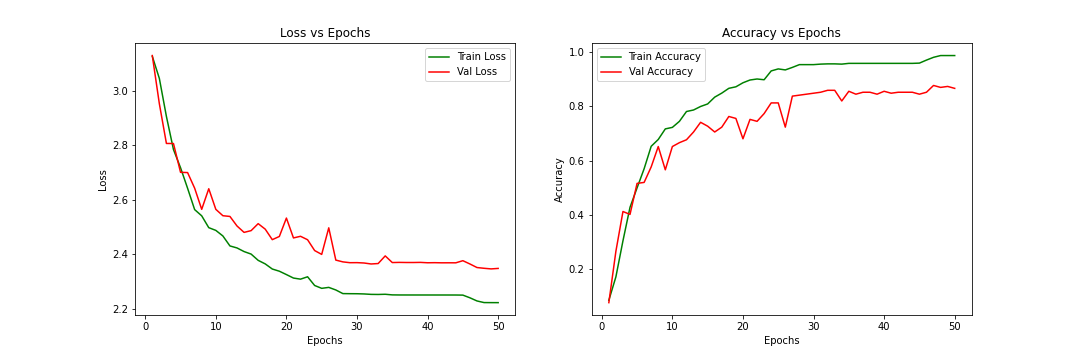 Loss vs Epochs
Train Loss
Val Loss
3.0
2.8
2.6
2.4
2.2
Loss
0 10 20 30 40 50
Epochs
Accuracy vs Epochs
Train Accuracy
Val Accuracy
1.0
0.8
0.6
0.4
0.2
Accuracy
0 10 20 30 40 50
Epochs